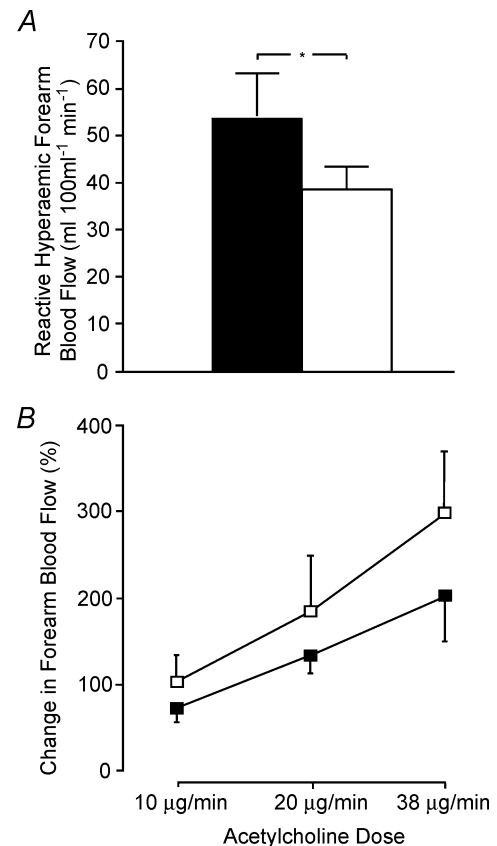 A
Reactive Hyperaemic Forearm
Blood Flow (ml 100ml⁻¹ min⁻¹)
70
60
50
40
30
20
10
0
*
B
Change in Forearm Blood Flow (%)
400
300
200
100
0
10 µg/min 20 µg/min 38 µg/min
Acetylcholine Dose